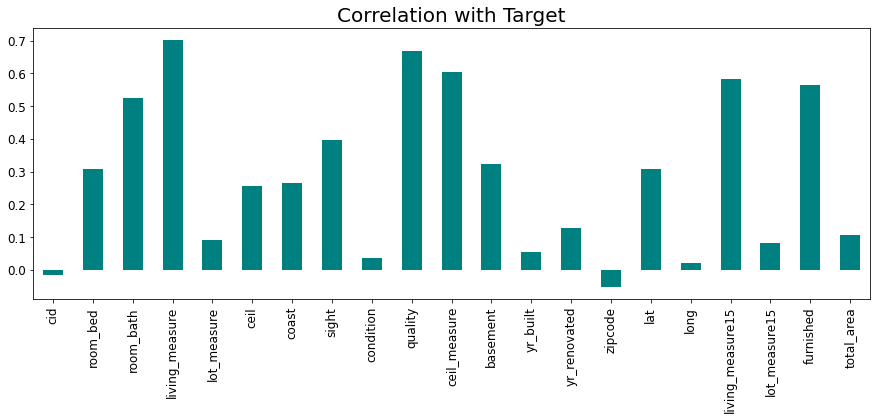 Correlation with Target
0.7
0.6
0.5
0.4
0.3
0.2
0.1
0.0
cid
room_bed
room_bath
living_measure
lot_measure
ceil
coast
sight
condition
quality
ceil_measure
basement
yr_built
yr_renovated
zipcode
lat
long
living_measure15
lot_measure15
furnished
total_area